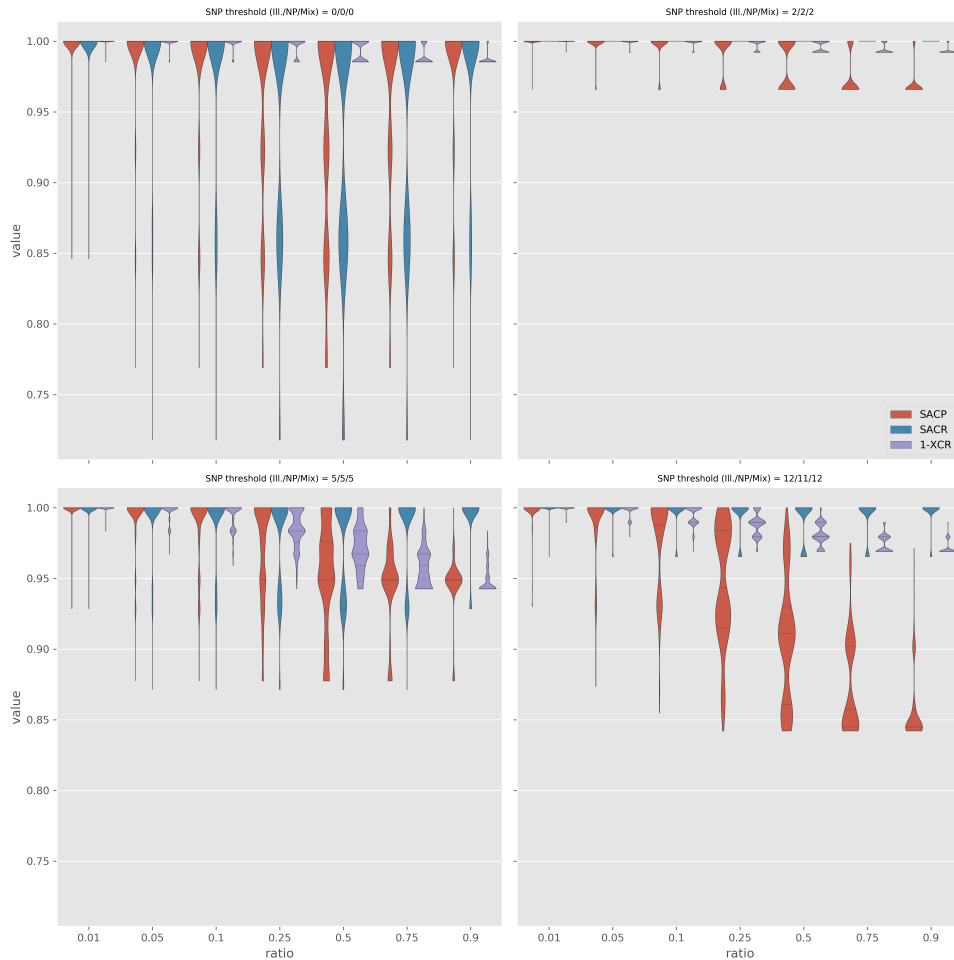 SNP threshold (Ill./NP/Mix) = 0/0/0
SNP threshold (Ill./NP/Mix) = 2/2/2
1.00
0.95
0.90
0.85
0.80
0.75
value
SACP
SACR
1-XCR
SNP threshold (Ill./NP/Mix) = 5/5/5
SNP threshold (Ill./NP/Mix) = 12/11/12
1.00
0.95
0.90
0.85
0.80
0.75
value
0.01 0.05 0.1 0.25 0.5 0.75 0.9
ratio
0.01 0.05 0.1 0.25 0.5 0.75 0.9
ratio